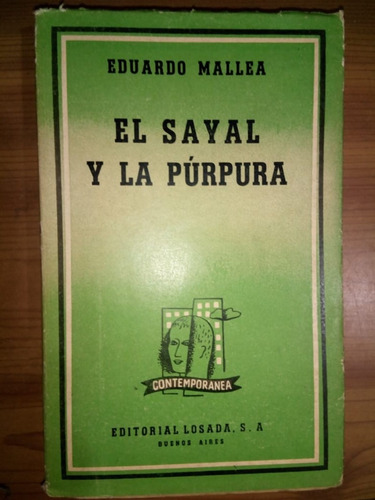 EDUARDO MALLEA
EL SAYAL
Y LA PÚRPURA
CONTEMPORANEA
EDITORIAL LOSADA, S. A
BUENOS AIRES